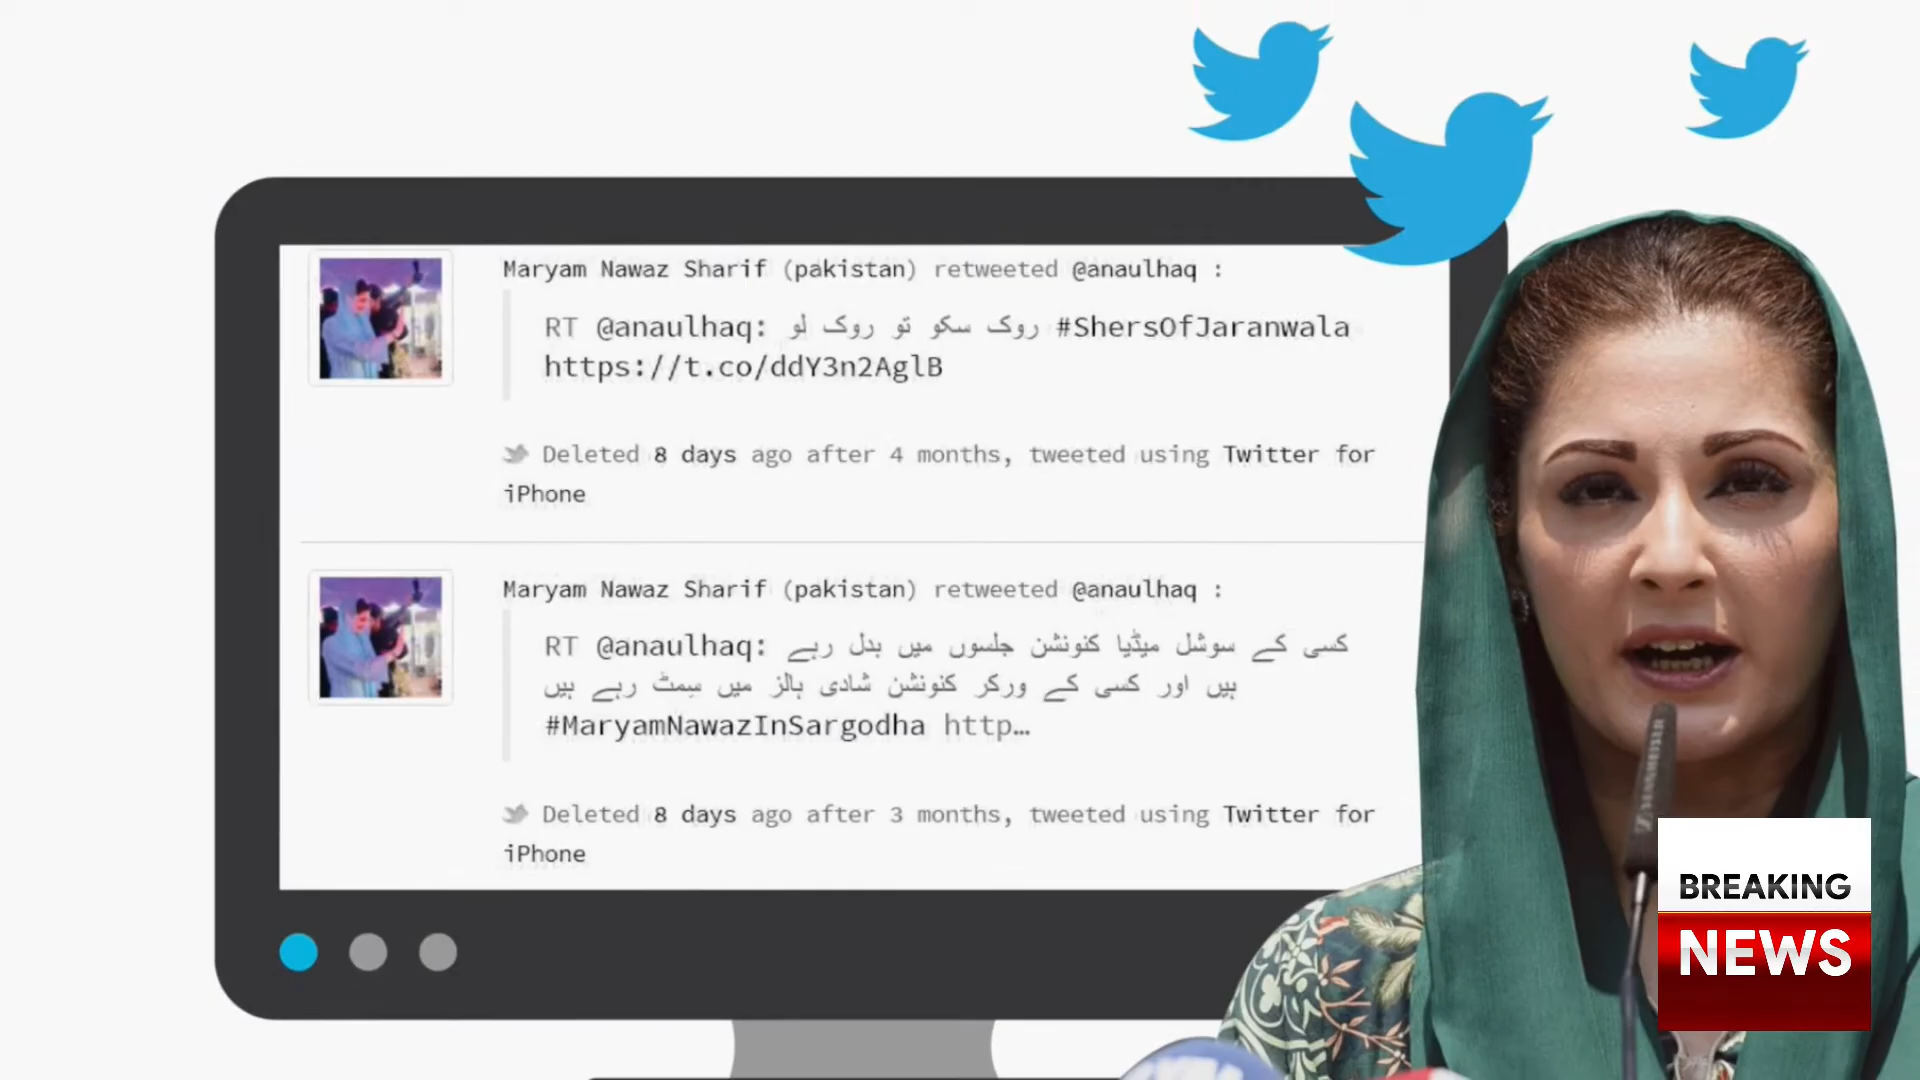 Maryam Nawaz Sharif (pakistan) retweeted @anaulhaq :
RT @anaulhaq: روک سکو تو روک لو #ShersOfJaranwala
https://t.co/ddY3n2AglB
Deleted 8 days ago after 4 months, tweeted using Twitter for
iPhone
Maryam Nawaz Sharif (pakistan) retweeted @anaulhaq :
RT @anaulhaq: کسی کے سوشل میڈیا کنونشن جلسوں میں بدل رہے
ہیں اور کسی کے ورکر کنونشن شادی ہالز میں سِمٹ رہے ہیں
#MaryamNawazInSargodha http…
Deleted 8 days ago after 3 months, tweeted using Twitter for
iPhone
BREAKING
NEWS